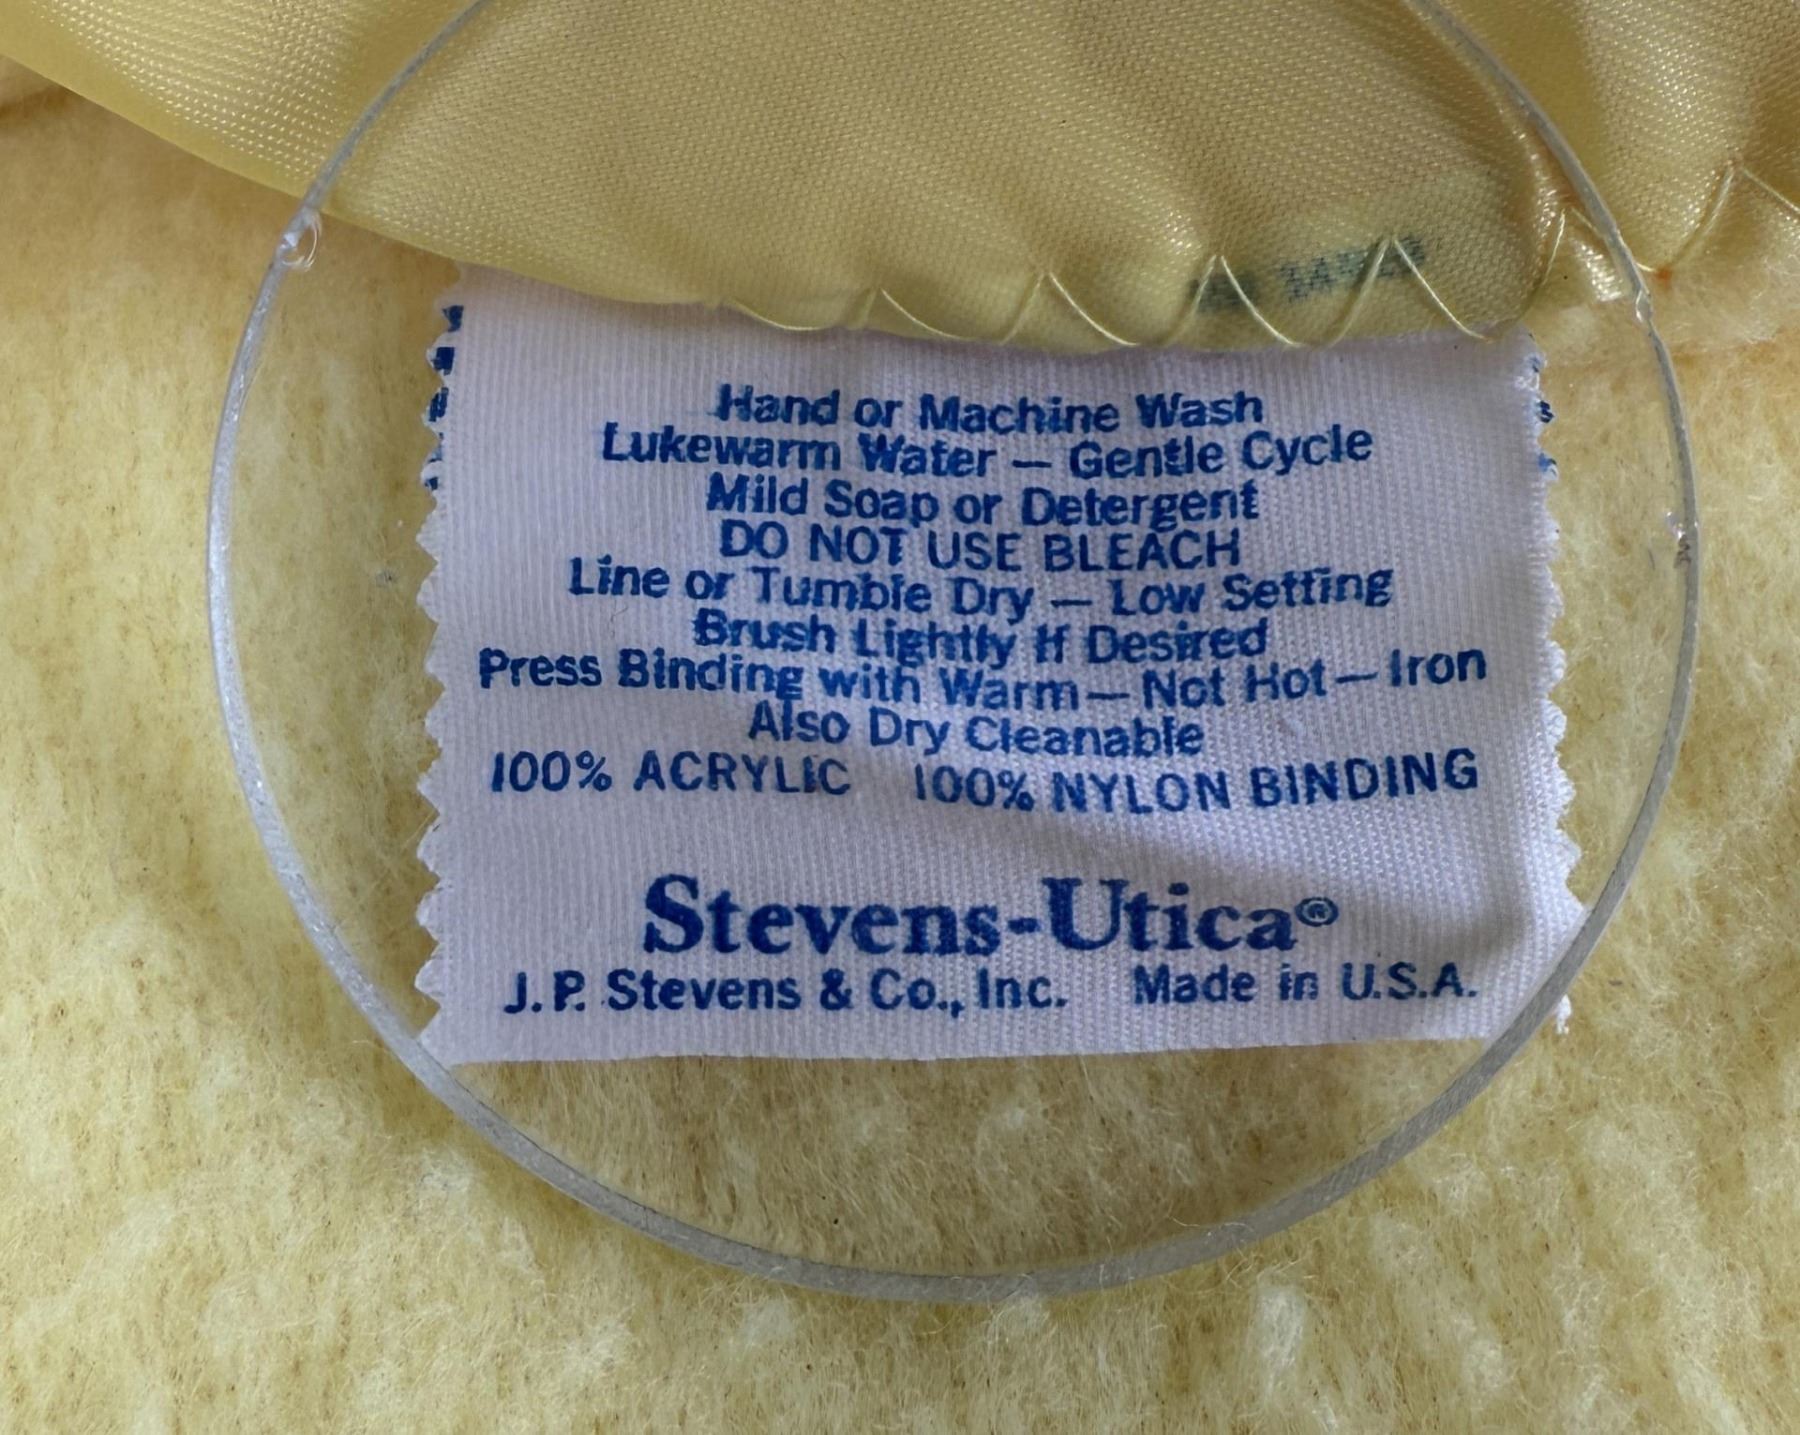 Hand or Machine Wash
Lukewarm Water — Gentle Cycle
Mild Soap or Detergent
DO NOT USE BLEACH
Line or Tumble Dry — Low Setting
Brush Lightly If Desired
Press Binding with Warm — Not Hot — Iron
Also Dry Cleanable
100% ACRYLIC 100% NYLON BINDING
Stevens-Utica®
J.P. Stevens & Co., Inc. Made in U.S.A.